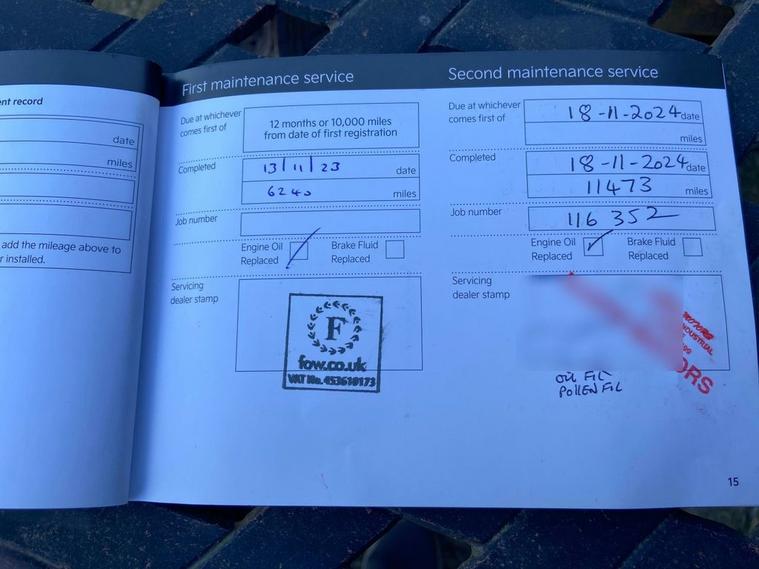 nt record
date
miles
add the mileage above to
r installed.
First maintenance service
Due at whichever
comes first of
12 months or 10,000 miles
from date of first registration
Completed
13/11/23 date
6240 miles
Job number
Engine Oil
Replaced
Brake Fluid
Replaced
Servicing
dealer stamp
F
fow.co.uk
VAT No. 453610173
Second maintenance service
Due at whichever
comes first of
18-11-2024 date
miles
Completed
18-11-2024 date
11473 miles
Job number
116 352
Engine Oil
Replaced
Brake Fluid
Replaced
Servicing
dealer stamp
ORS
OIL FIL
POLLEN FIL
15